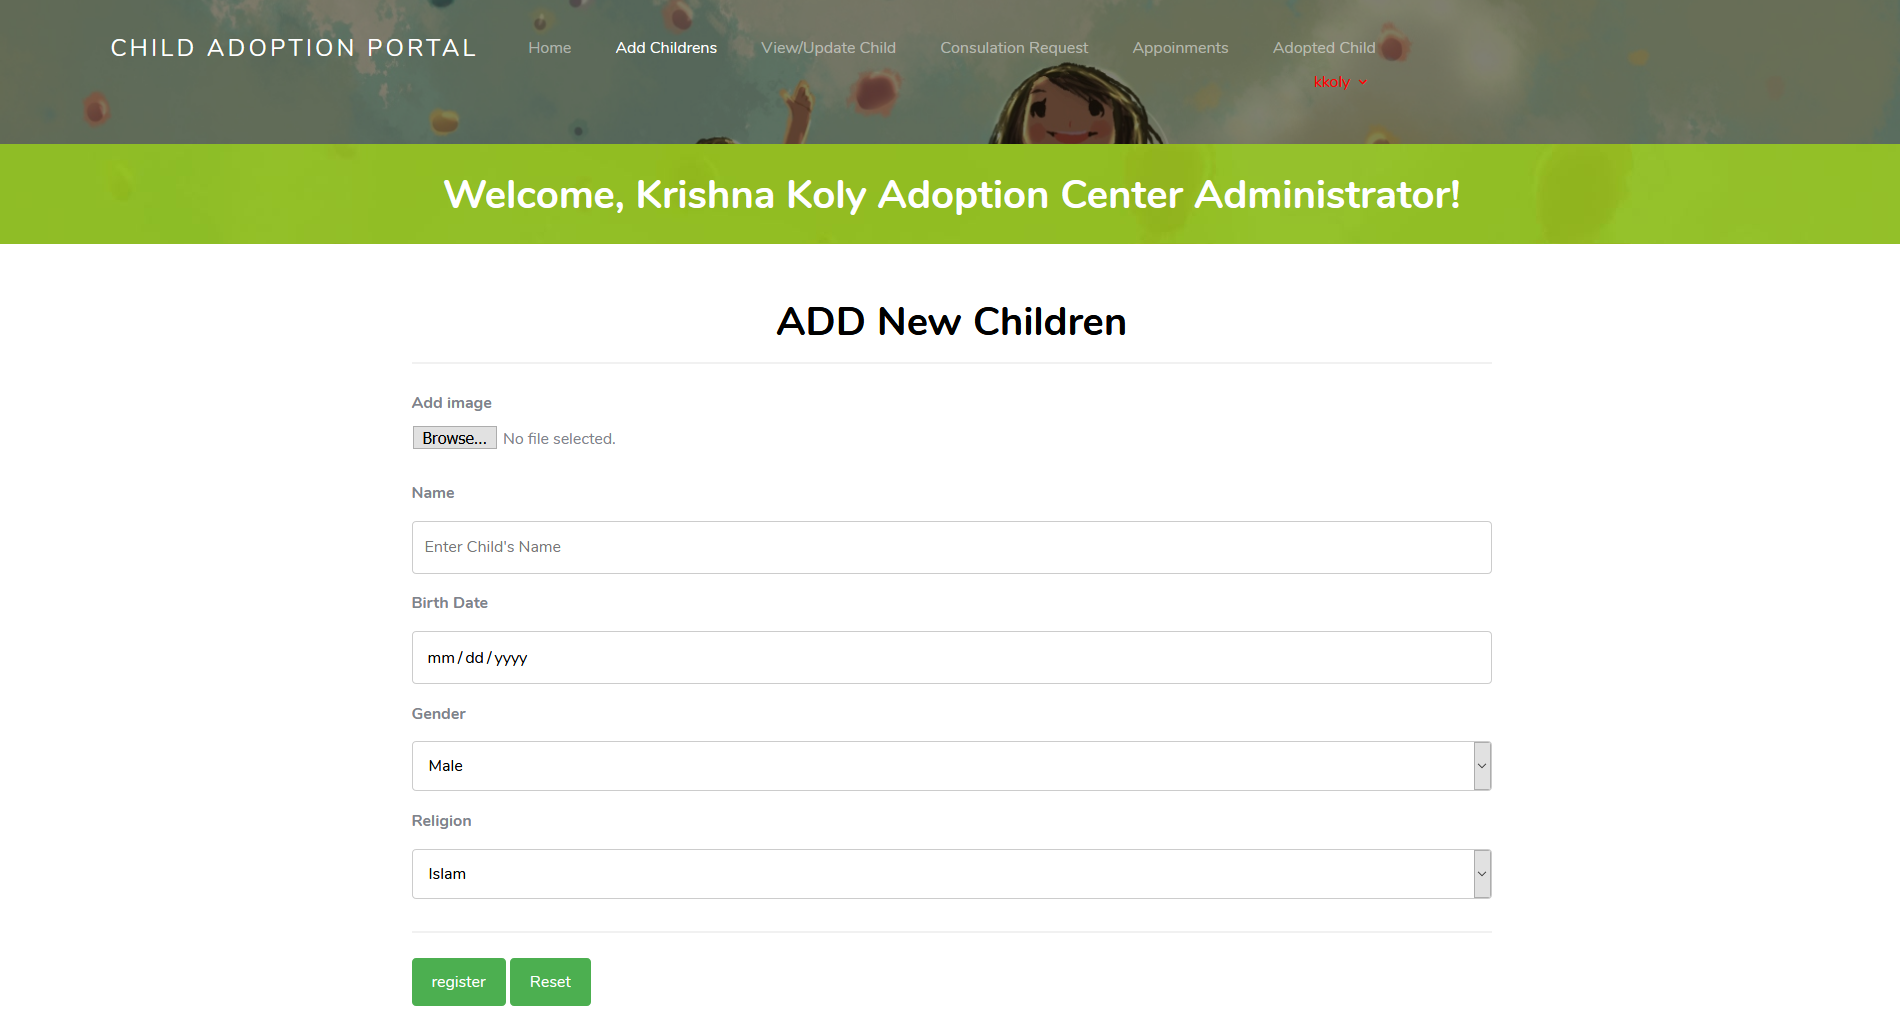 CHILD ADOPTION PORTAL Home Add Childrens View/Update Child Consulation Request Appoinments Adopted Child
kkoly
Welcome, Krishna Koly Adoption Center Administrator!
ADD New Children
Add image
Browse... No file selected.
Name
Enter Child's Name
Birth Date
mm / dd / yyyy
Gender
Male
Religion
Islam
register Reset